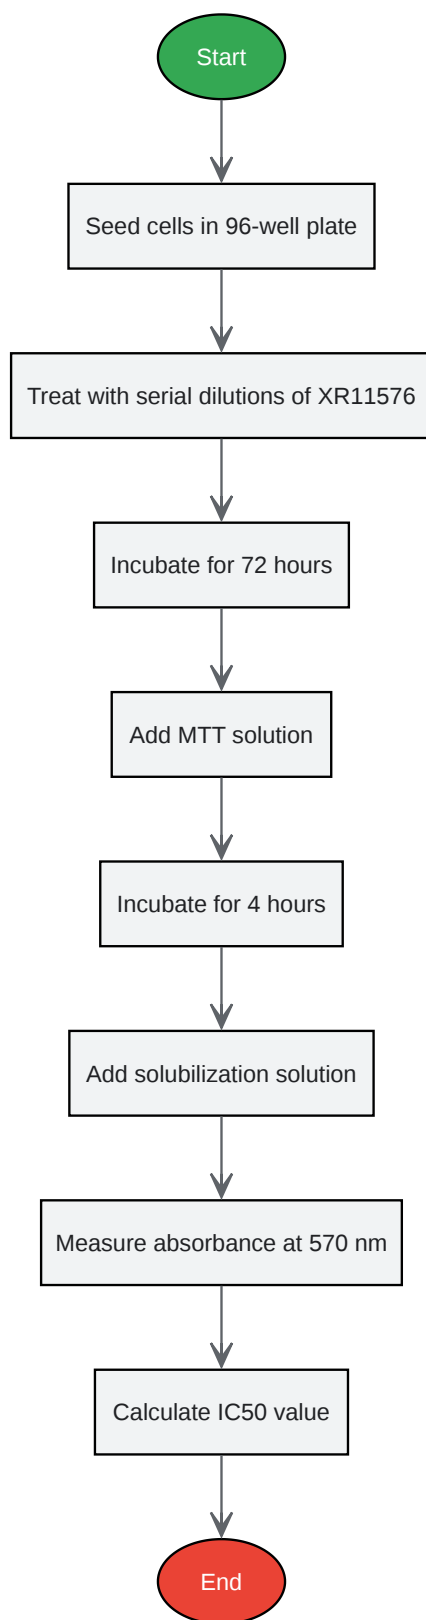 Start
Seed cells in 96-well plate
Treat with serial dilutions of XR11576
Incubate for 72 hours
Add MTT solution
Incubate for 4 hours
Add solubilization solution
Measure absorbance at 570 nm
Calculate IC50 value
End